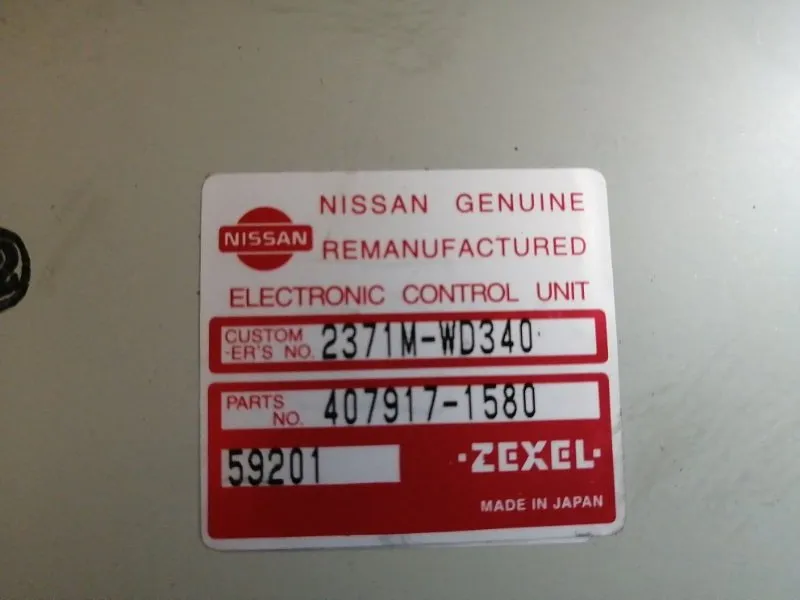 NISSAN GENUINE
NISSAN
REMANUFACTURED
ELECTRONIC CONTROL UNIT
CUSTOM
-ER'S NO. 2371M-WD340
PARTS
NO. 407917-1580
59201
·ZEXEL·
MADE IN JAPAN